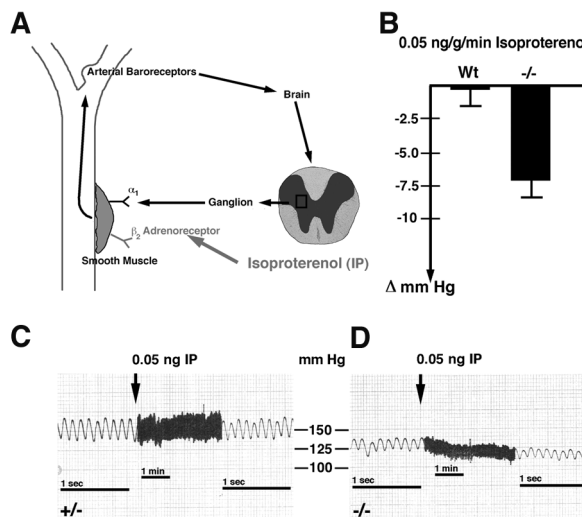 A
Arterial Baroreceptors
Brain
α1
Ganglion
β2 Adrenoreceptor
Smooth Muscle
Isoproterenol (IP)
B
0.05 ng/g/min Isoproteren
Wt -/-
-2.5
-5.0
-7.5
-10
Δ mm Hg
C
0.05 ng IP
mm Hg
150
125
100
1 min
1 sec
1 sec
+/-
D
0.05 ng IP
1 min
1 sec
1 sec
-/-